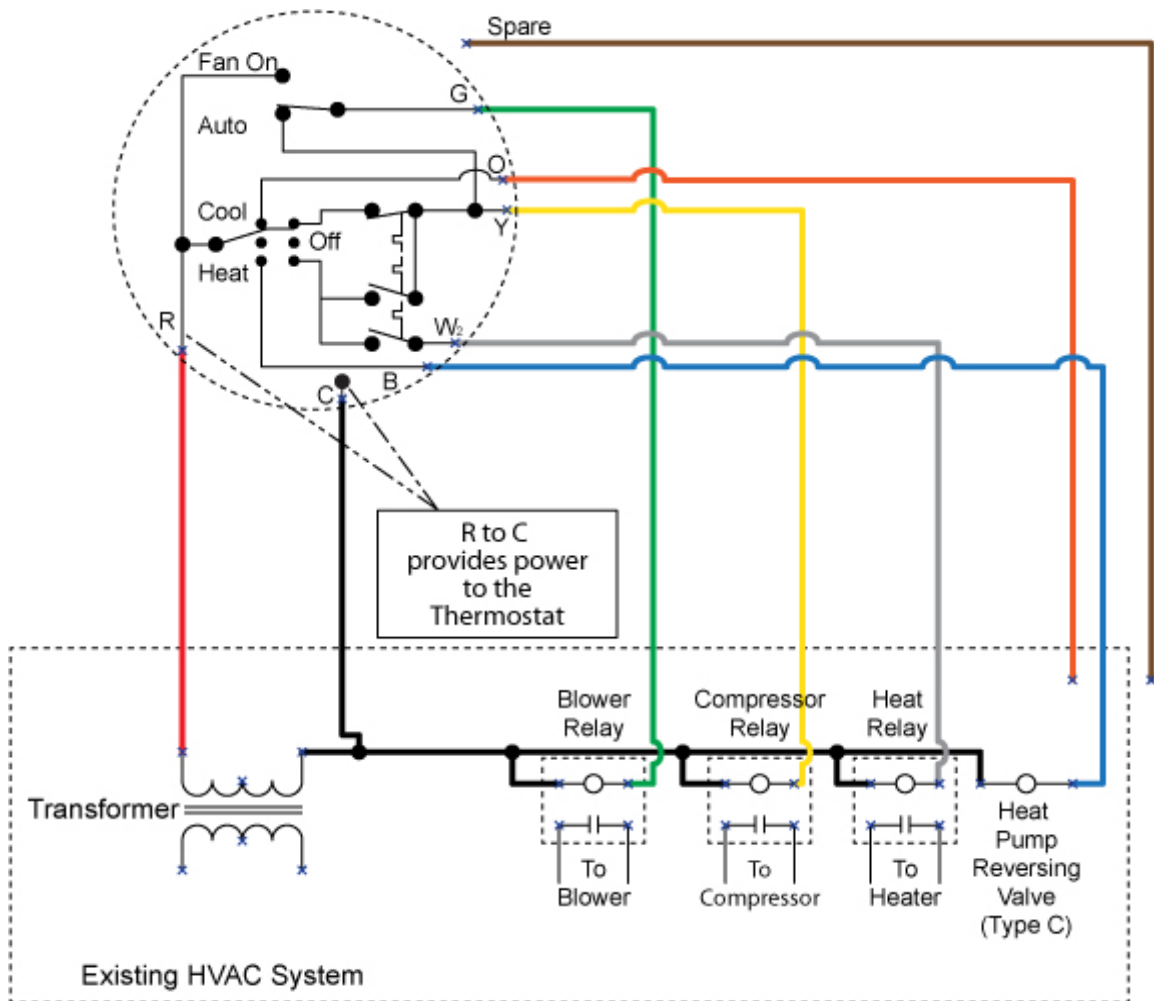 Spare
Fan On
G
Auto
O
Cool
Off
Y
Heat
R
W2
B
C
R to C
provides power
to the
Thermostat
Blower
Relay
Compressor
Relay
Heat
Relay
Transformer
To
Blower
To
Compressor
To
Heater
Heat
Pump
Reversing
Valve
(Type C)
Existing HVAC System